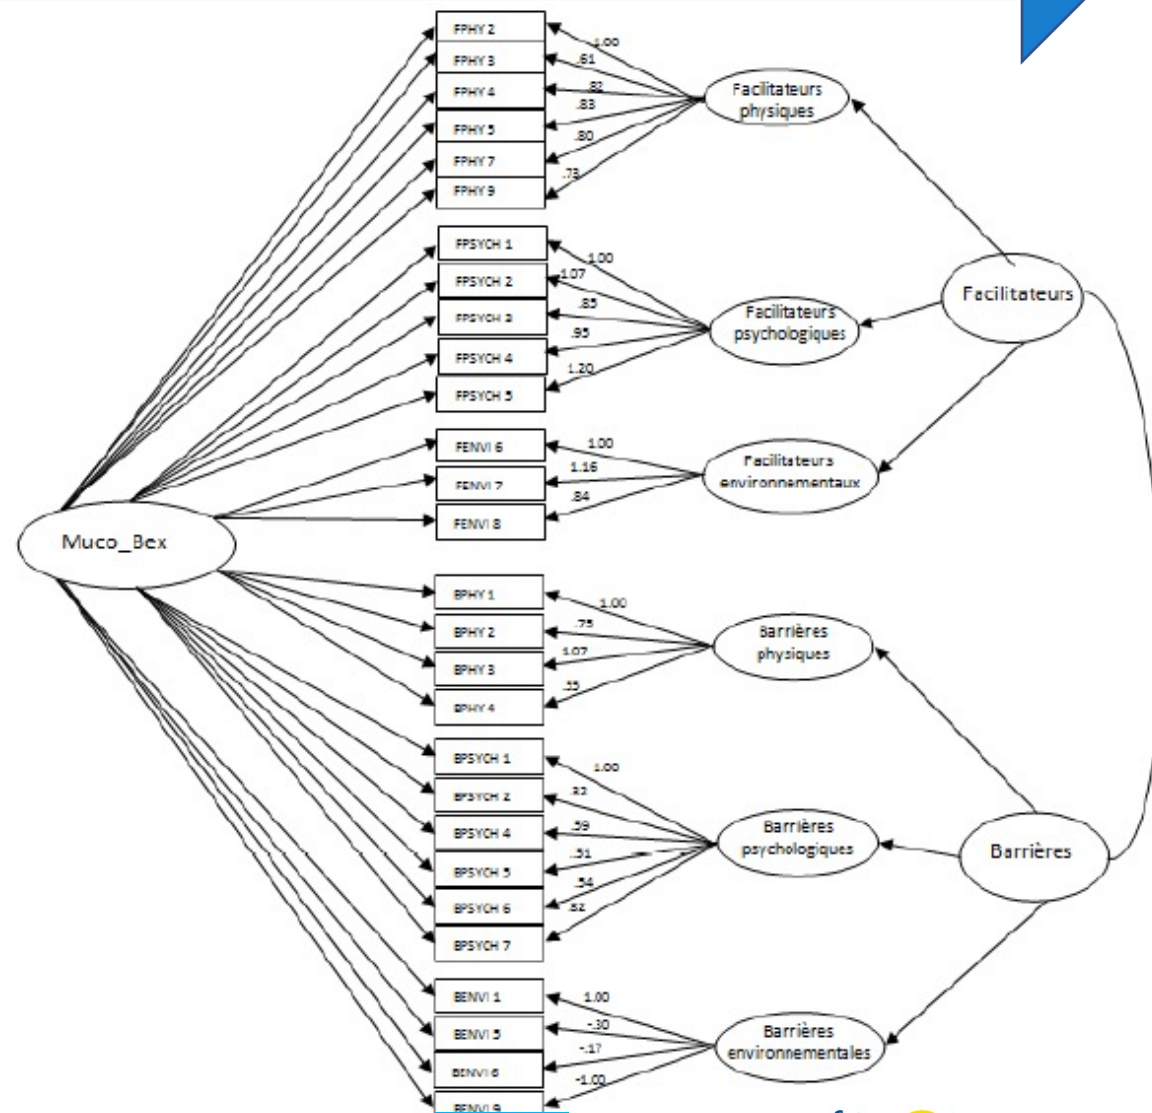 FPHY 2
FPHY 3
FPHY 4
FPHY 5
FPHY 7
FPHY 9
1.00
.61
.82
.83
.80
.73
Facilitateurs
physiques
FPSYCH 1
FPSYCH 2
FPSYCH 3
FPSYCH 4
FPSYCH 5
1.00
1.07
.85
.95
1.20
Facilitateurs
psychologiques
Facilitateurs
FENVI 6
FENVI 7
FENVI 8
1.00
1.16
.84
Facilitateurs
environnementaux
Muco_Bex
BPHY 1
BPHY 2
BPHY 3
BPHY 4
1.00
.75
1.07
.55
Barrières
physiques
BPSYCH 1
BPSYCH 2
BPSYCH 4
BPSYCH 5
BPSYCH 6
BPSYCH 7
1.00
.59
.51
.54
Barrières
psychologiques
Barrières
BENVI 1
BENVI 5
BENVI 6
BENVI 9
1.00
-.30
-.17
-1.00
Barrières
environnementales